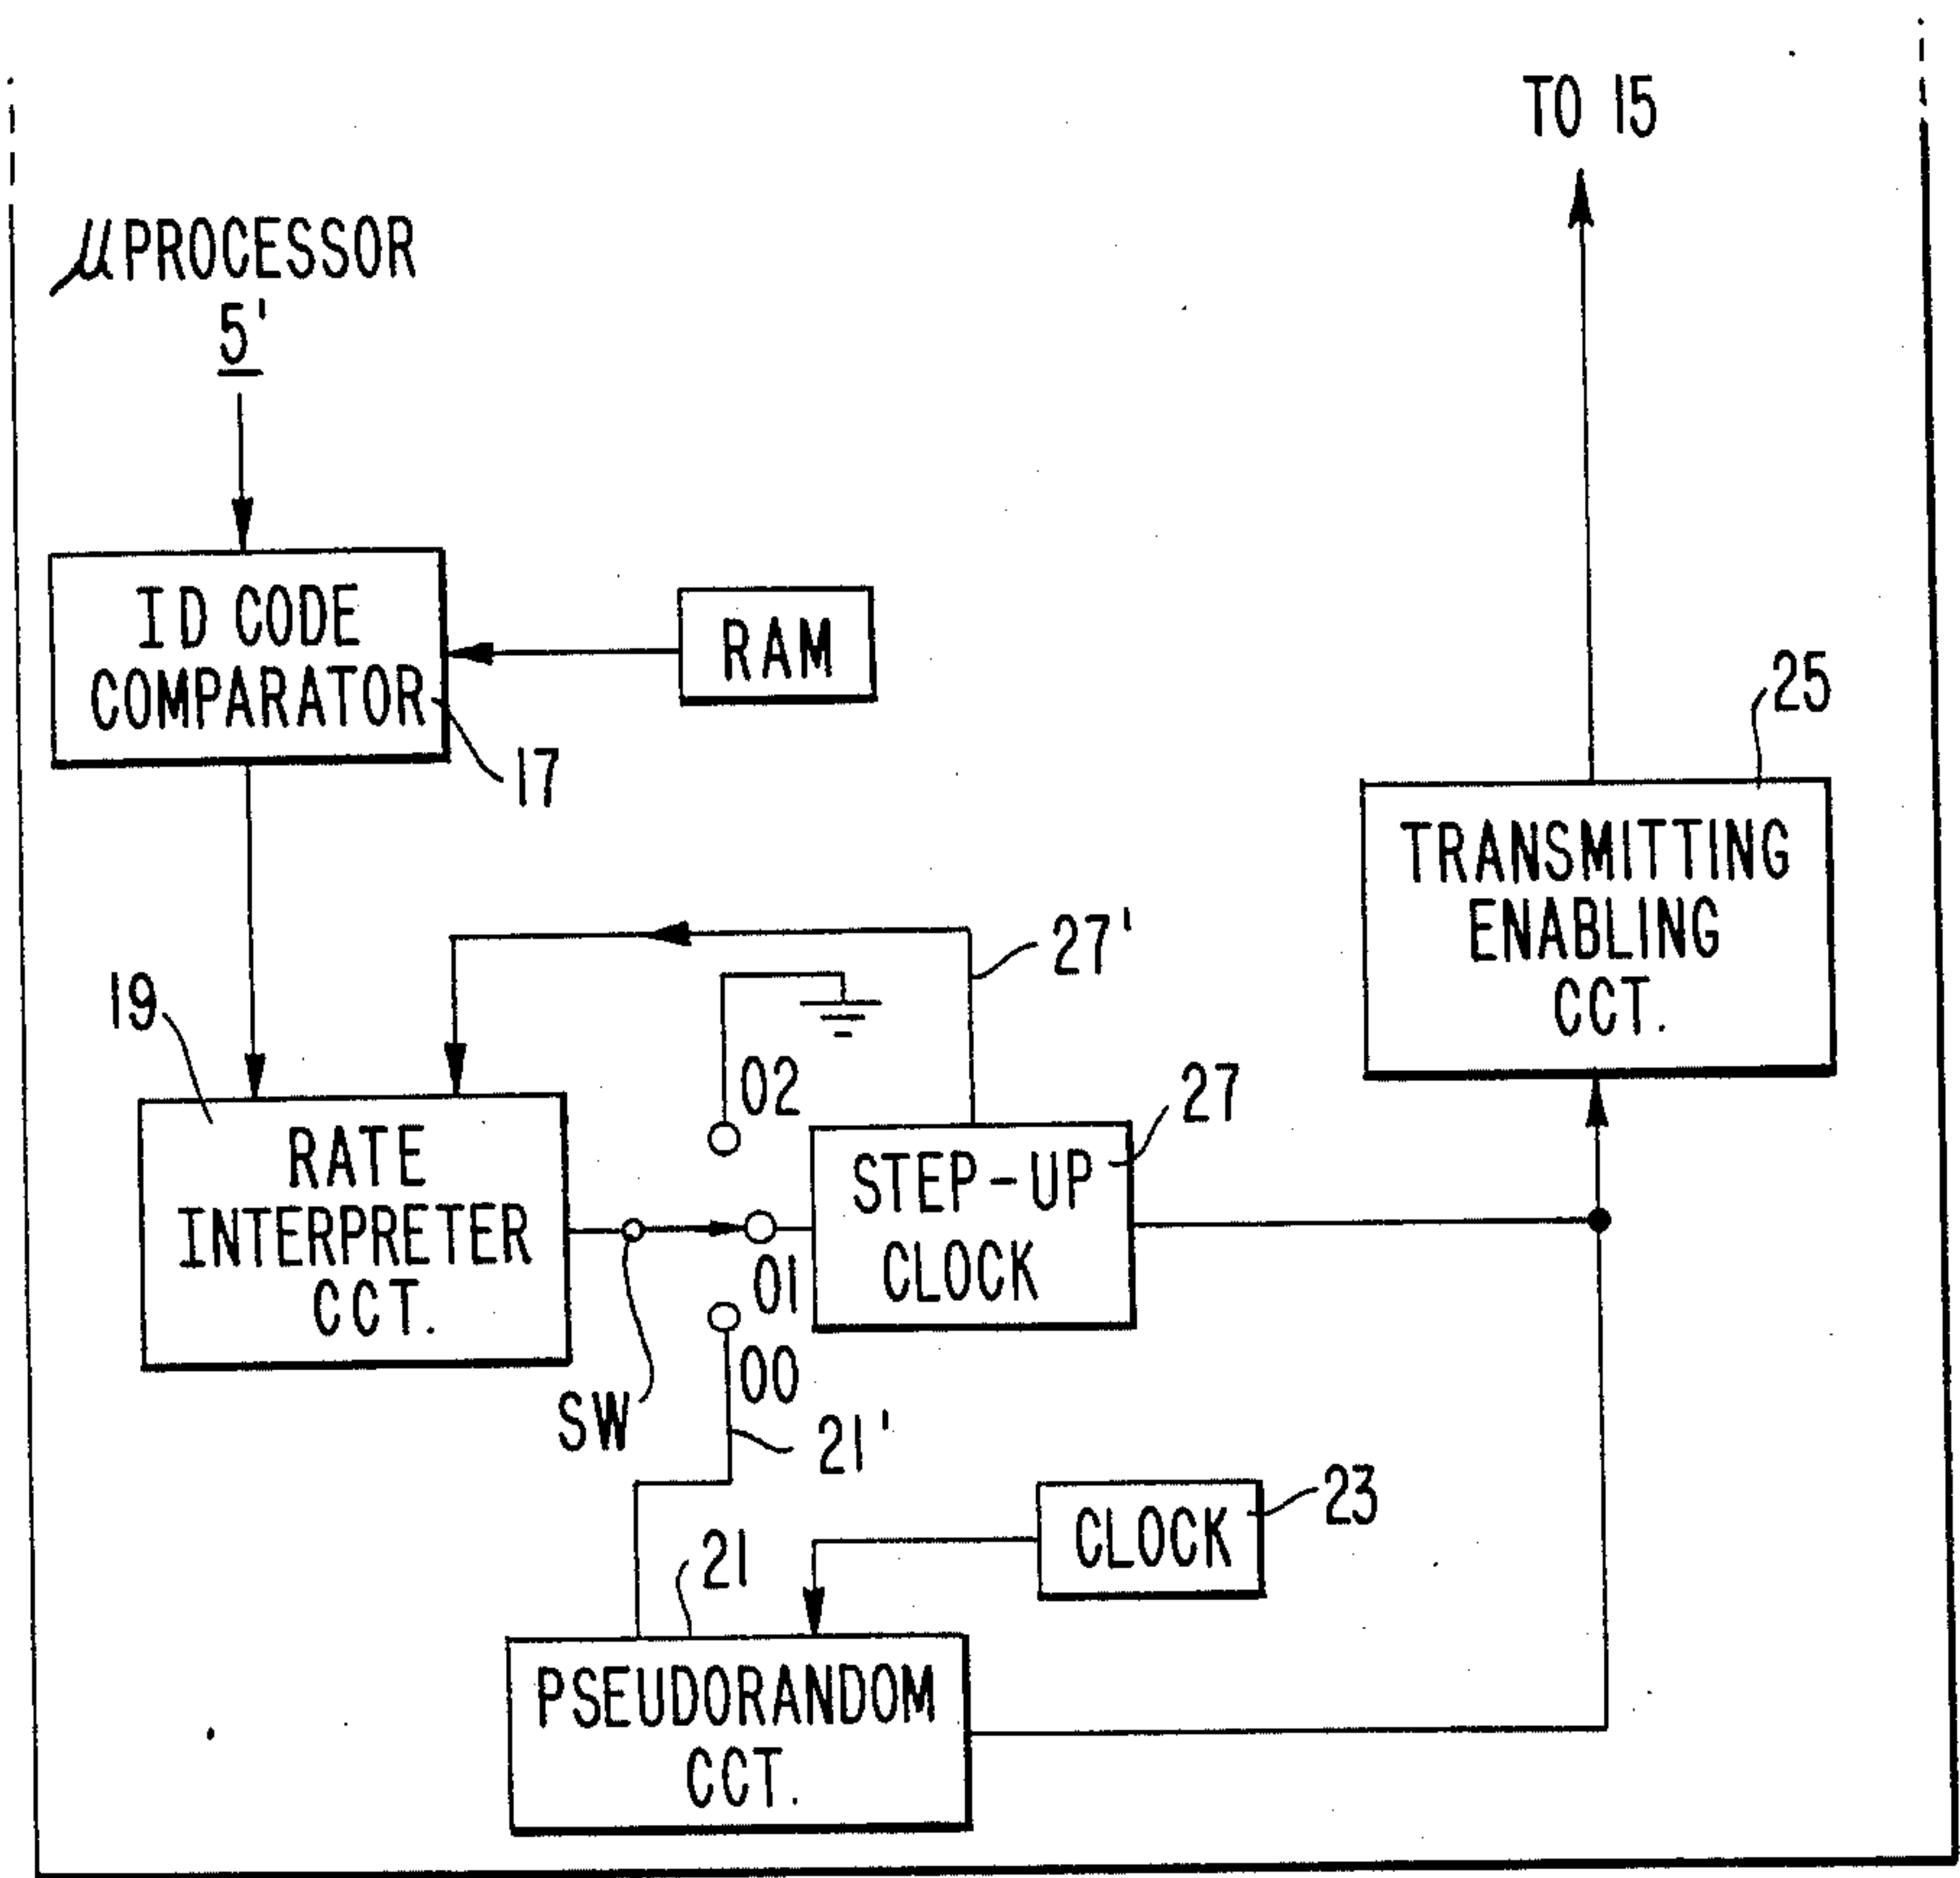 TO 15
μPROCESSOR
5'
ID CODE
COMPARATOR
17
RAM
25
TRANSMITTING
ENABLING
CCT.
27'
19
02
27
RATE
INTERPRETER
CCT.
STEP-UP
CLOCK
01
00
SW
21'
23
CLOCK
21
PSEUDORANDOM
CCT.